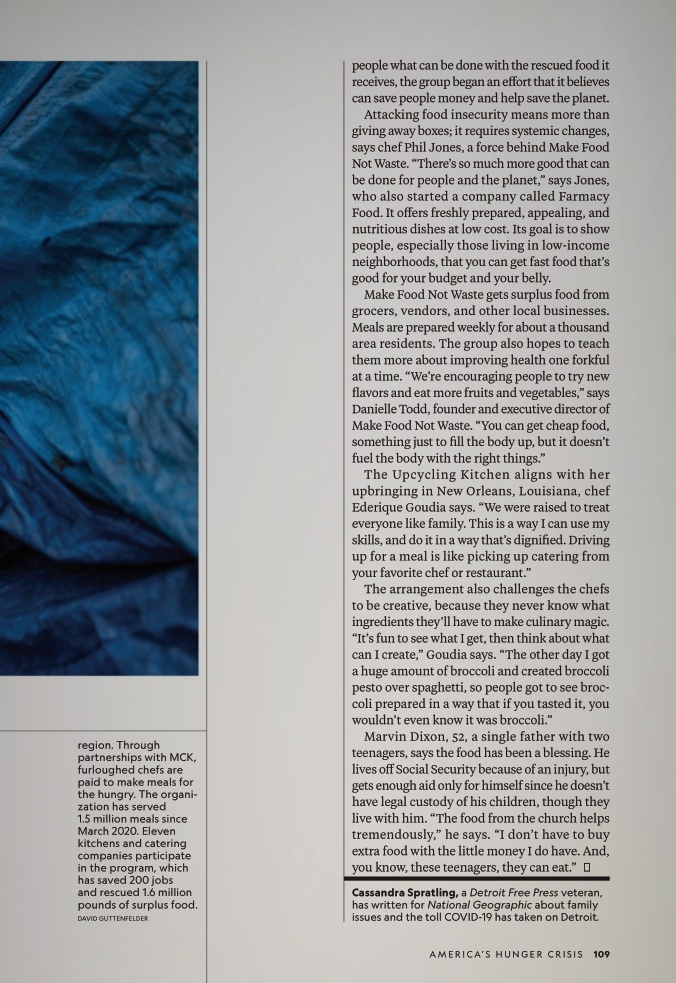 people what can be done with the rescued food it
receives, the group began an effort that it believes
can save people money and help save the planet.
Attacking food insecurity means more than
giving away boxes; it requires systemic changes,
says chef Phil Jones, a force behind Make Food
Not Waste. “There’s so much more good that can
be done for people and the planet,” says Jones,
who also started a company called Farmacy
Food. It offers freshly prepared, appealing, and
nutritious dishes at low cost. Its goal is to show
people, especially those living in low-income
neighborhoods, that you can get fast food that’s
good for your budget and your belly.
Make Food Not Waste gets surplus food from
grocers, vendors, and other local businesses.
Meals are prepared weekly for about a thousand
area residents. The group also hopes to teach
them more about improving health one forkful
at a time. “We’re encouraging people to try new
flavors and eat more fruits and vegetables,” says
Danielle Todd, founder and executive director of
Make Food Not Waste. “You can get cheap food,
something just to fill the body up, but it doesn’t
fuel the body with the right things.”
The Upcycling Kitchen aligns with her
upbringing in New Orleans, Louisiana, chef
Ederique Goudia says. “We were raised to treat
everyone like family. This is a way I can use my
skills, and do it in a way that’s dignified. Driving
up for a meal is like picking up catering from
your favorite chef or restaurant.”
The arrangement also challenges the chefs
to be creative, because they never know what
ingredients they’ll have to make culinary magic.
“It’s fun to see what I get, then think about what
can I create,” Goudia says. “The other day I got
a huge amount of broccoli and created broccoli
pesto over spaghetti, so people got to see broc-
coli prepared in a way that if you tasted it, you
wouldn’t even know it was broccoli.”
Marvin Dixon, 52, a single father with two
teenagers, says the food has been a blessing. He
lives off Social Security because of an injury, but
gets enough aid only for himself since he doesn’t
have legal custody of his children, though they
live with him. “The food from the church helps
tremendously,” he says. “I don’t have to buy
extra food with the little money I do have. And,
you know, these teenagers, they can eat.” □
Cassandra Spratling, a Detroit Free Press veteran,
has written for National Geographic about family
issues and the toll COVID-19 has taken on Detroit.
region. Through
partnerships with MCK,
furloughed chefs are
paid to make meals for
the hungry. The organi-
zation has served
1.5 million meals since
March 2020. Eleven
kitchens and catering
companies participate
in the program, which
has saved 200 jobs
and rescued 1.6 million
pounds of surplus food.
DAVID GUTTENFELDER
AMERICA’S HUNGER CRISIS 109